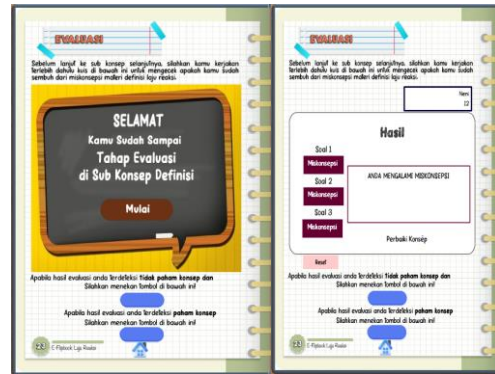 EVALUASI
Sebelum lanjut ke sub konsep selanjutnya, silahkan kamu kerjakan
terlebih dahulu kuis di bawah ini untuk mengecek apakah kamu sudah
sembuh dari miskonsepsi materi definisi laju reaksi.
SELAMAT
Kamu Sudah Sampai
Tahap Evaluasi
di Sub Konsep Definisi
Mulai
Apabila hasil evaluasi anda terdeteksi tidak paham konsep dan
Silahkan menekan tombol di bawah ini!
Apabila hasil evaluasi anda terdeteksi paham konsep
Silahkan menekan tombol di bawah ini!
23
E-Flipbook Laju Reaksi
EVALUASI
Sebelum lanjut ke sub konsep selanjutnya, silahkan kamu kerjakan
terlebih dahulu kuis di bawah ini untuk mengecek apakah kamu sudah
sembuh dari miskonsepsi materi definisi laju reaksi.
12
Hasil
Soal 1
Miskonsepsi
Soal 2
Miskonsepsi
Soal 3
Miskonsepsi
ANDA MENGALAMI MISKONSEPSI
Perbaiki Konsep
Reset
Apabila hasil evaluasi anda terdeteksi tidak paham konsep dan
Silahkan menekan tombol di bawah ini!
Apabila hasil evaluasi anda terdeteksi paham konsep
Silahkan menekan tombol di bawah ini!
23
E-Flipbook Laju Reaksi